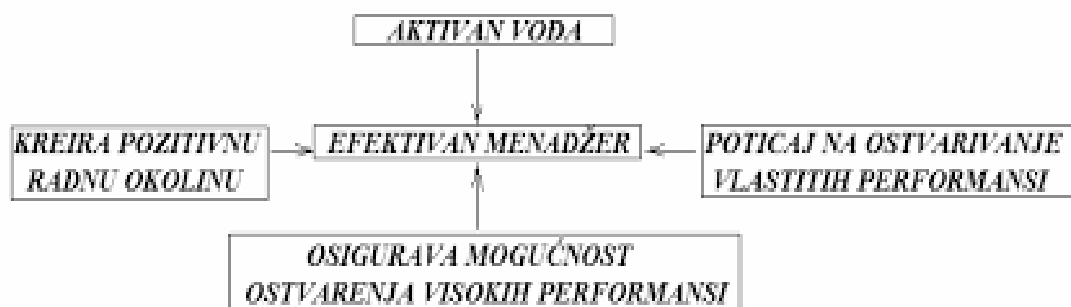 AKTIVAN VOĐA
KREIRA POZITIVNU
RADNU OKOLINU
EFEKTIVAN MENADŽER
POTICAJ NA OSTVARIVANJE
VLASTITIH PERFORMANSI
OSIGURAVA MOGUĆNOST
OSTVARENJA VISOKIH PERFORMANSI